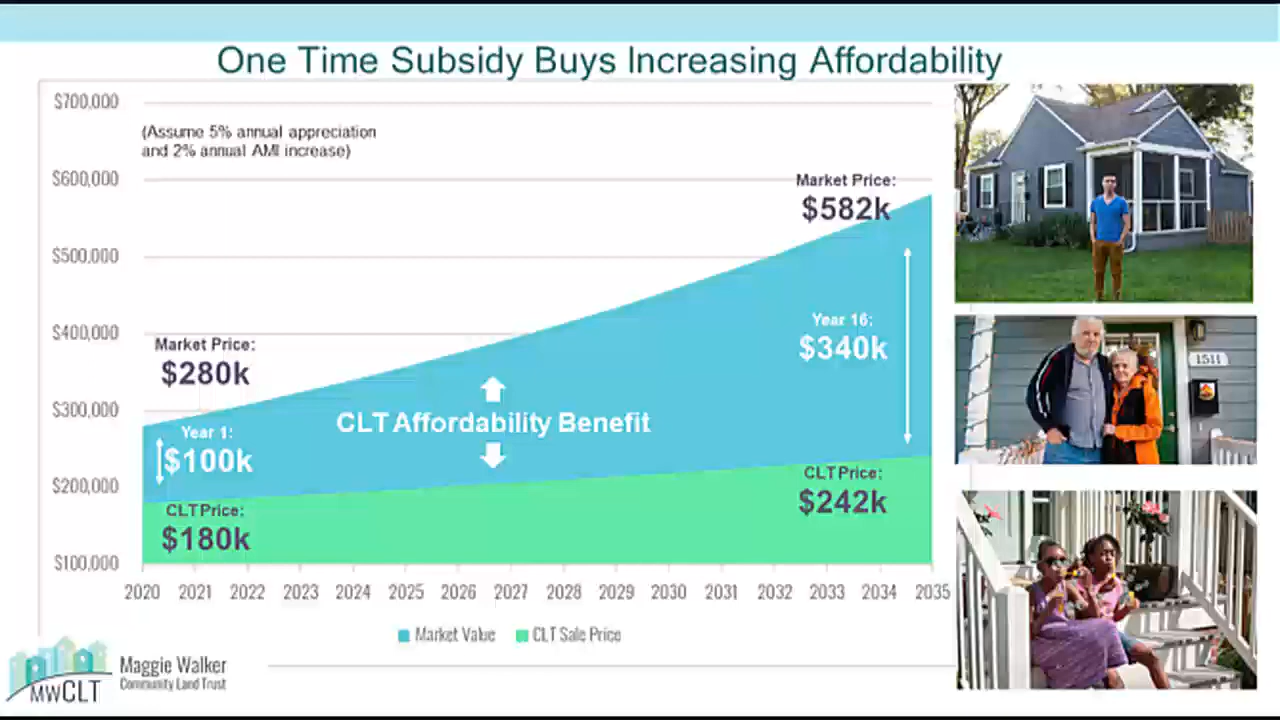 One Time Subsidy Buys Increasing Affordability
$700,000
(Assume 5% annual appreciation
and 2% annual AMI increase)
$600,000
Market Price:
$582k
$500,000
$400,000
Year 16:
$340k
Market Price:
$280k
$300,000
CLT Affordability Benefit
Year 1:
$100k
$200,000
CLT Price:
$242k
CLT Price:
$180k
$100,000
2020 2021 2022 2023 2024 2025 2026 2027 2028 2029 2030 2031 2032 2033 2034 2035
Market Value CLT Sale Price
MWCLT
Maggie Walker
Community Land Trust
1511